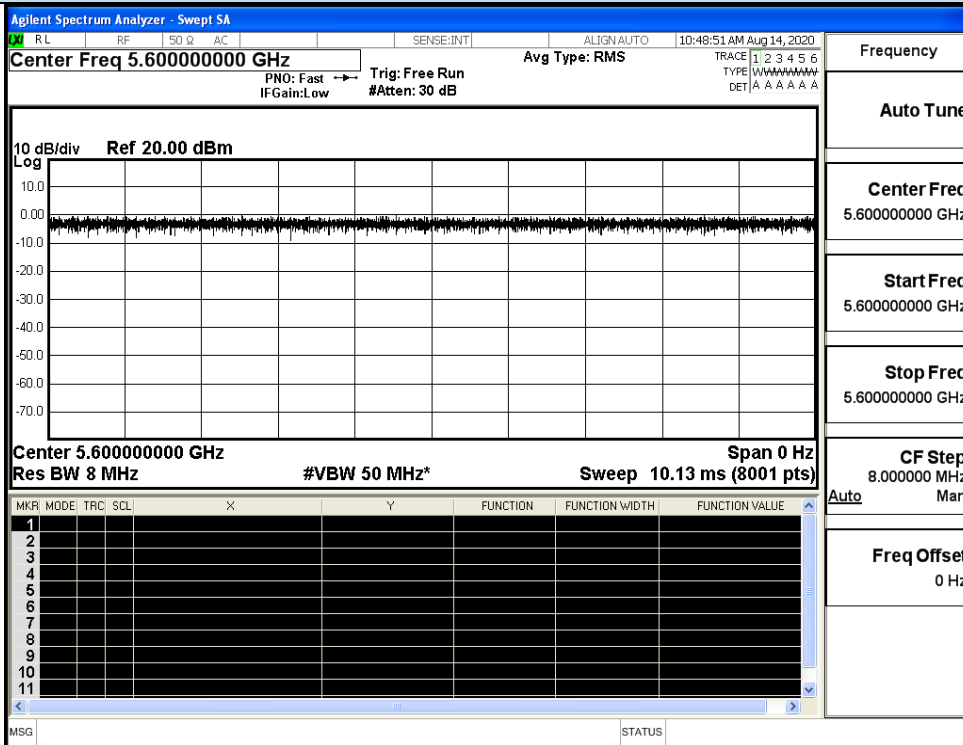 Agilent Spectrum Analyzer - Swept SA
LXI RL RF 50 Ω AC SENSE:INT ALIGN AUTO 10:48:51 AM Aug 14, 2020
Center Freq 5.600000000 GHz Avg Type: RMS TRACE 1 2 3 4 5 6
PNO: Fast Trig: Free Run TYPE WWWWWW
IFGain:Low #Atten: 30 dB DET A A A A A A
10 dB/div Ref 20.00 dBm
Log
10.0
0.00
-10.0
-20.0
-30.0
-40.0
-50.0
-60.0
-70.0
Center 5.600000000 GHz Span 0 Hz
Res BW 8 MHz #VBW 50 MHz* Sweep 10.13 ms (8001 pts)
MKR MODE TRC SCL X Y FUNCTION FUNCTION WIDTH FUNCTION VALUE
1
2
3
4
5
6
7
8
9
10
11
MSG STATUS
Frequency
Auto Tune
Center Freq
5.600000000 GHz
Start Freq
5.600000000 GHz
Stop Freq
5.600000000 GHz
CF Step
8.000000 MHz
Auto Man
Freq Offset
0 Hz